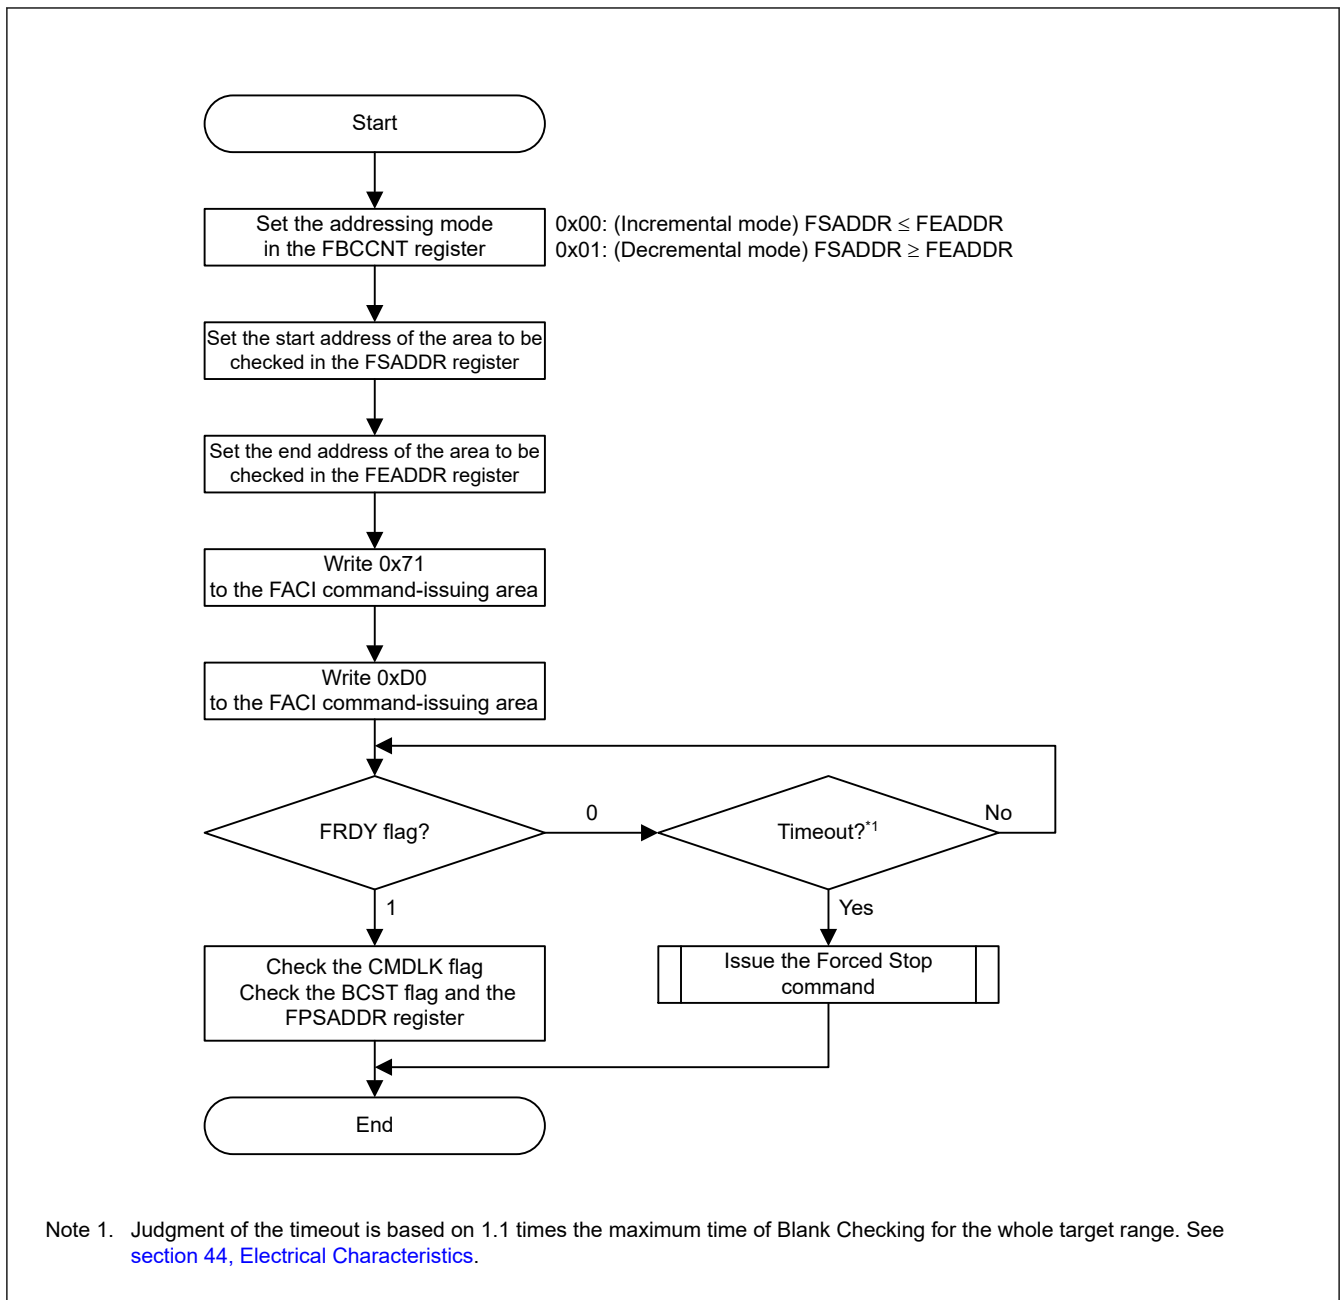 Start
Set the addressing mode
in the FBCCNT register
0x00: (Incremental mode) FSADDR ≤ FEADDR
0x01: (Decremental mode) FSADDR ≥ FEADDR
Set the start address of the area to be
checked in the FSADDR register
Set the end address of the area to be
checked in the FEADDR register
Write 0x71
to the FACI command-issuing area
Write 0xD0
to the FACI command-issuing area
FRDY flag?
0
Timeout?*1
No
1
Yes
Check the CMDLK flag
Check the BCST flag and the
FPSADDR register
Issue the Forced Stop
command
End
Note 1. Judgment of the timeout is based on 1.1 times the maximum time of Blank Checking for the whole target range. See
section 44, Electrical Characteristics.